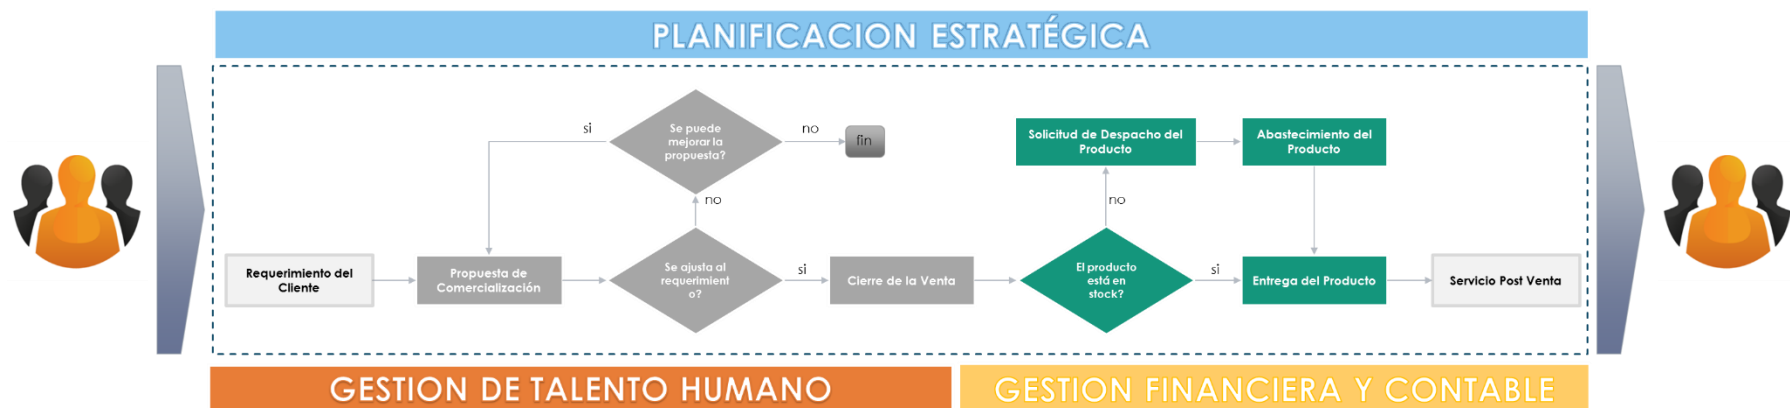 PLANIFICACION ESTRATÉGICA
Se puede
mejorar la
propuesta?
si
no
fin
Solicitud de Despacho del
Producto
Abastecimiento del
Producto
no
no
Requerimiento del
Cliente
Propuesta de
Comercialización
Se ajusta al
requerimient
o?
si
Cierre de la Venta
El producto
está en
stock?
si
Entrega del Producto
Servicio Post Venta
GESTION DE TALENTO HUMANO
GESTION FINANCIERA Y CONTABLE